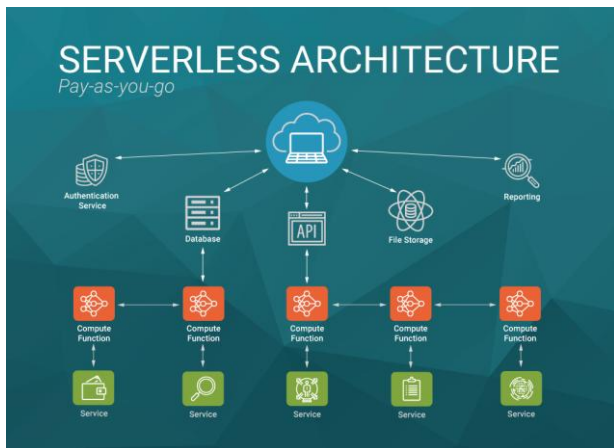 SERVERLESS ARCHITECTURE
Pay-as-you-go
Authentication
Service
Database
API
File Storage
Reporting
Compute
Function
Compute
Function
Compute
Function
Compute
Function
Compute
Function
Service
Service
Service
Service
Service